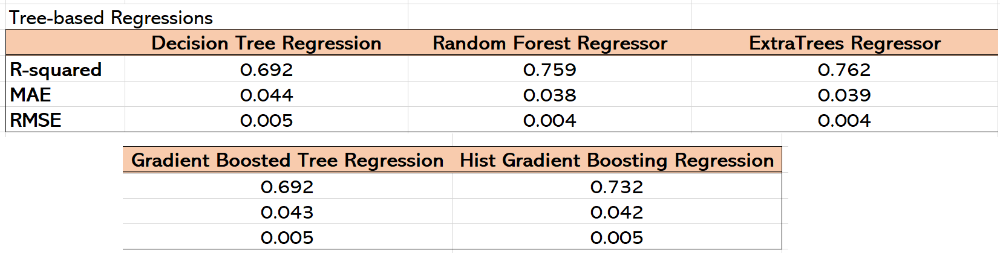 Tree-based Regressions
Decision Tree Regression Random Forest Regressor ExtraTrees Regressor
R-squared 0.692 0.759 0.762
MAE 0.044 0.038 0.039
RMSE 0.005 0.004 0.004
Gradient Boosted Tree Regression Hist Gradient Boosting Regression
0.692 0.732
0.043 0.042
0.005 0.005